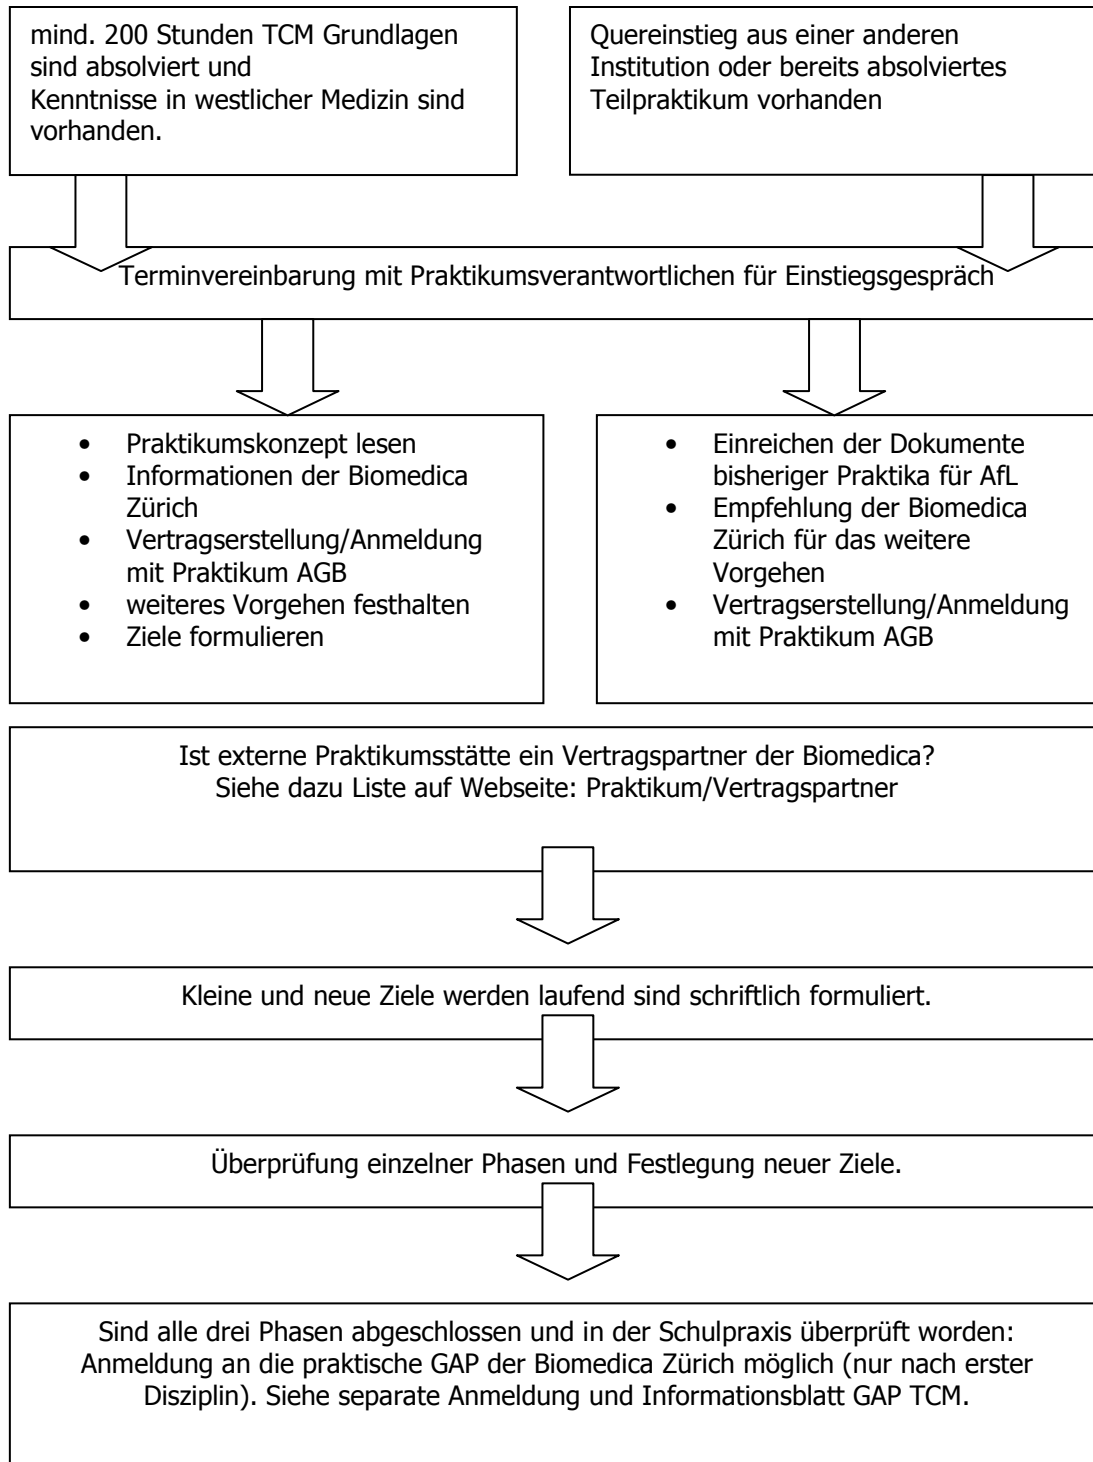 mind. 200 Stunden TCM Grundlagen
sind absolviert und
Kenntnisse in westlicher Medizin sind
vorhanden.
Quereinstieg aus einer anderen
Institution oder bereits absolviertes
Teilpraktikum vorhanden
Terminvereinbarung mit Praktikumsverantwortlichen für Einstiegsgespräch
• Praktikumskonzept lesen
• Informationen der Biomedica
Zürich
• Vertragserstellung/Anmeldung
mit Praktikum AGB
• weiteres Vorgehen festhalten
• Ziele formulieren
• Einreichen der Dokumente
bisheriger Praktika für AfL
• Empfehlung der Biomedica
Zürich für das weitere
Vorgehen
• Vertragserstellung/Anmeldung
mit Praktikum AGB
Ist externe Praktikumsstätte ein Vertragspartner der Biomedica?
Siehe dazu Liste auf Webseite: Praktikum/Vertragspartner
Kleine und neue Ziele werden laufend sind schriftlich formuliert.
Überprüfung einzelner Phasen und Festlegung neuer Ziele.
Sind alle drei Phasen abgeschlossen und in der Schulpraxis überprüft worden:
Anmeldung an die praktische GAP der Biomedica Zürich möglich (nur nach erster
Disziplin). Siehe separate Anmeldung und Informationsblatt GAP TCM.